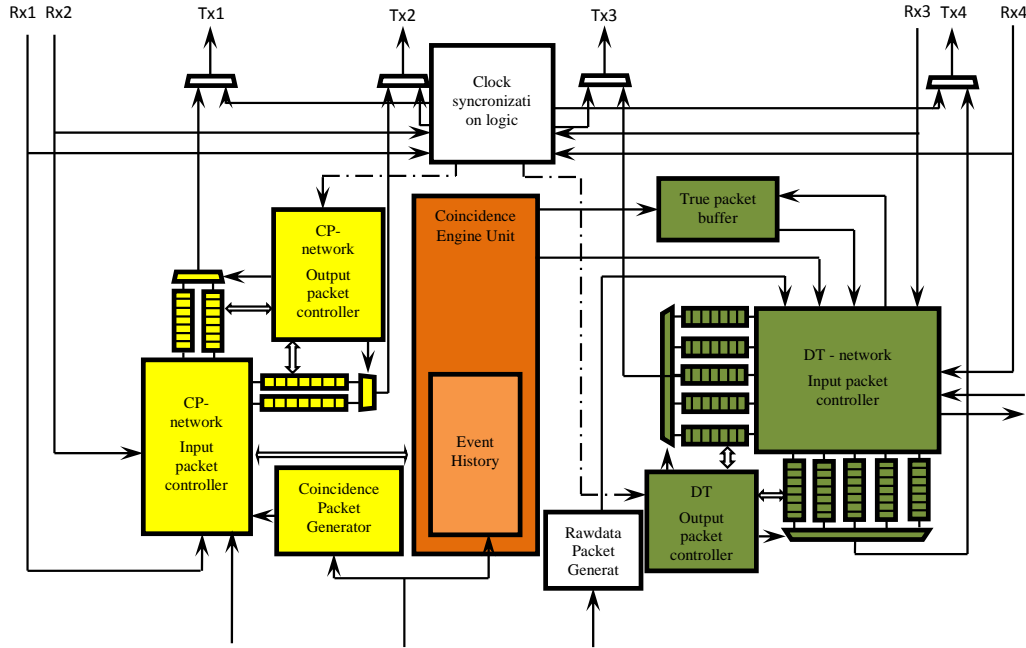 Rx1
Rx2
Tx1
Tx2
Tx3
Rx3
Tx4
Rx4
Clock
syncronizati
on logic
CP-
network
Output
packet
controller
Coincidence
Engine Unit
True packet
buffer
CP-
network
Input
packet
controller
DT - network
Input packet
controller
Event
History
Coincidence
Packet
Generator
DT
Output
packet
controller
Rawdata
Packet
Generat